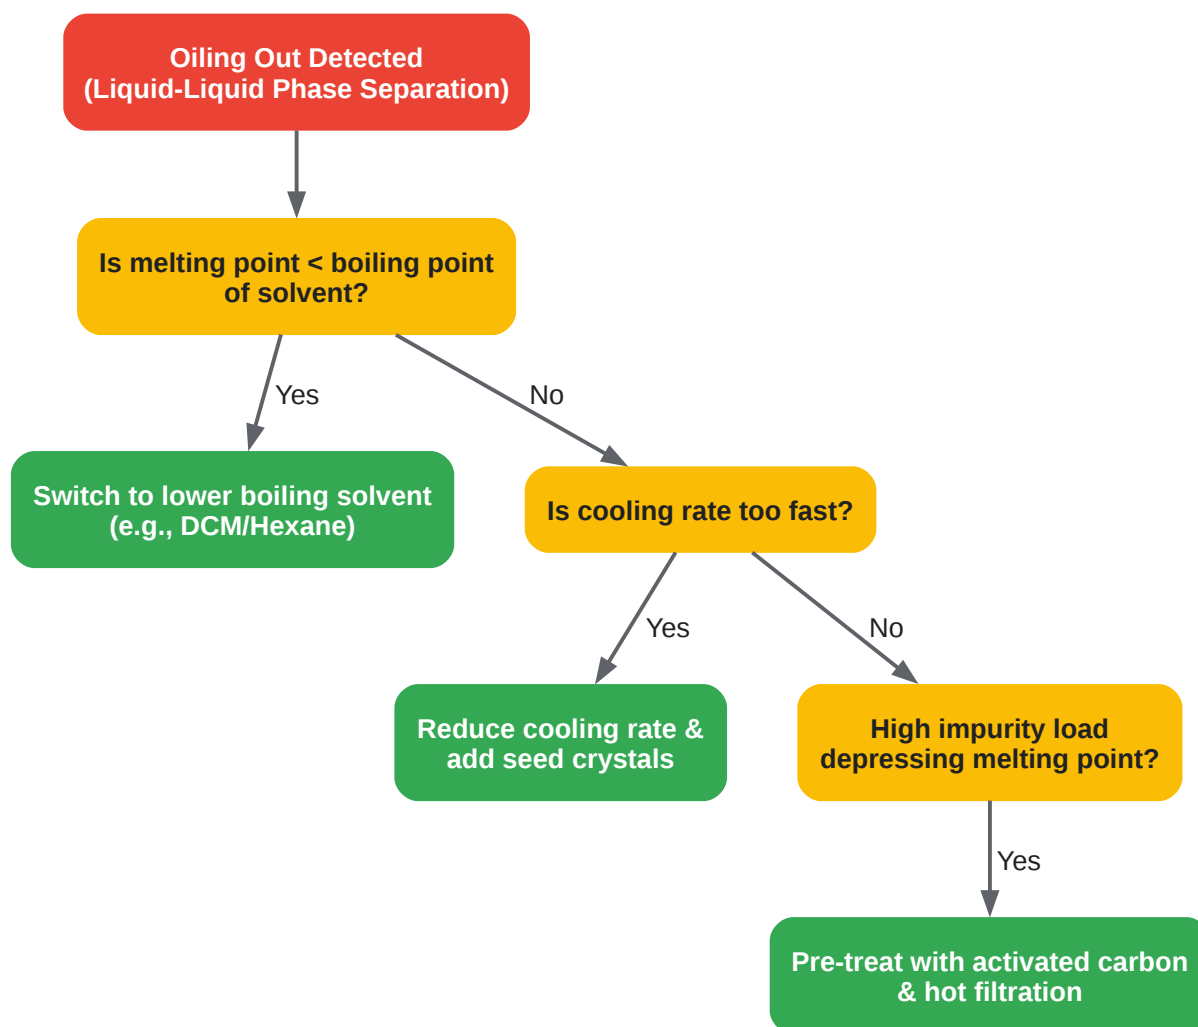 Oiling Out Detected
(Liquid-Liquid Phase Separation)
Is melting point < boiling point
of solvent?
Yes
No
Switch to lower boiling solvent
(e.g., DCM/Hexane)
Is cooling rate too fast?
Yes
No
Reduce cooling rate &
add seed crystals
High impurity load
depressing melting point?
Yes
Pre-treat with activated carbon
& hot filtration